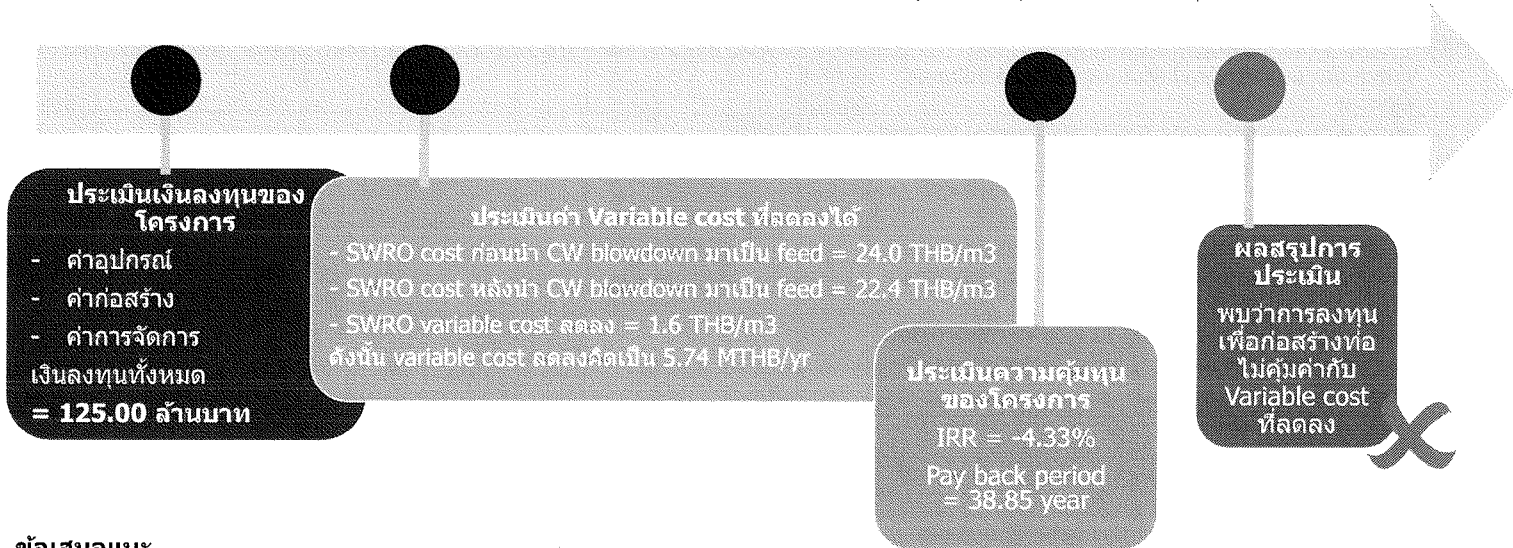 ประเมินเงินลงทุนของ
โครงการ
- ค่าอุปกรณ์
- ค่าก่อสร้าง
- ค่าการจัดการ
เงินลงทุนทั้งหมด
= 125.00 ล้านบาท
ประเมินค่า Variable cost ที่ลดลงได้
- SWRO cost ก่อนนำ CW blowdown มาเป็น feed = 24.0 THB/m3
- SWRO cost หลังนำ CW blowdown มาเป็น feed = 22.4 THB/m3
- SWRO variable cost ลดลง = 1.6 THB/m3
ดังนั้น variable cost ลดลงคิดเป็น 5.74 MTHB/yr
ประเมินความคุ้มทุน
ของโครงการ
IRR = -4.33%
Pay back period
= 38.85 year
ผลสรุปการ
ประเมิน
พบว่าการลงทุน
เพื่อก่อสร้างท่อ
ไม่คุ้มค่ากับ
Variable cost
ที่ลดลง
ข้อเสนอแนะ